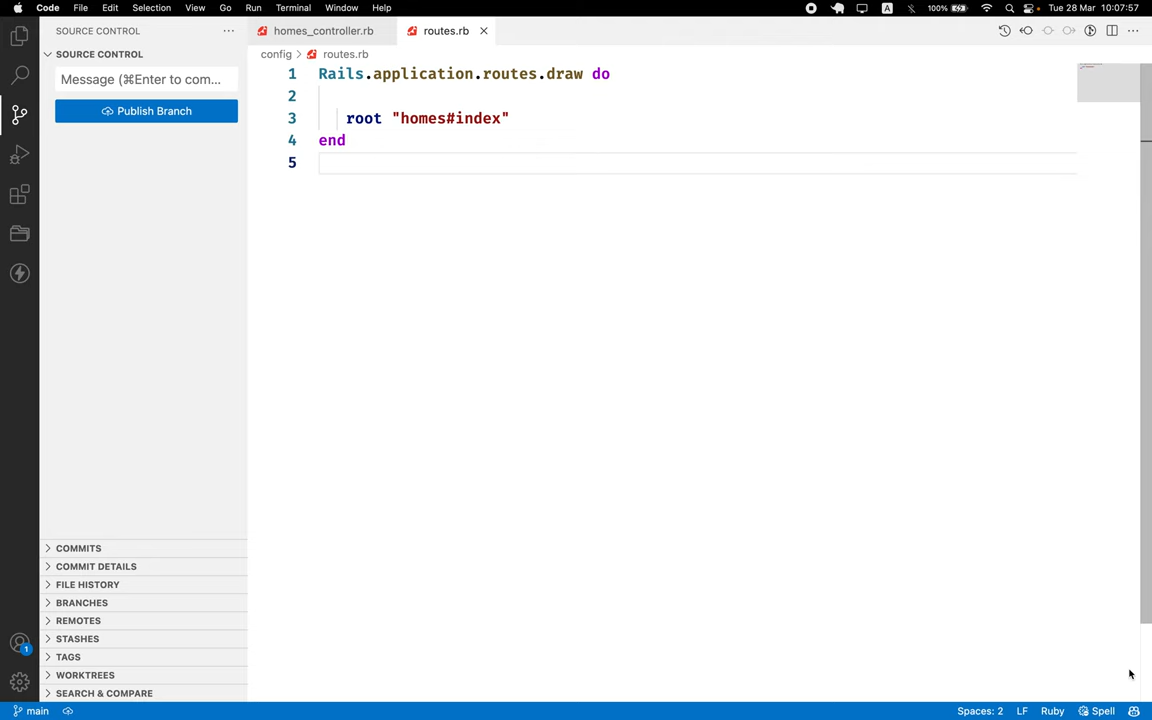 Code File Edit Selection View Go Run Terminal Window Help A 100% Tue 28 Mar 10:07:57
SOURCE CONTROL
homes_controller.rb
routes.rb
SOURCE CONTROL
config > routes.rb
Message (⌘Enter to com...
Publish Branch
1 Rails.application.routes.draw do
2
3 root "homes#index"
4 end
5
COMMITS
COMMIT DETAILS
FILE HISTORY
BRANCHES
REMOTES
STASHES
TAGS
WORKTREES
SEARCH & COMPARE
1
main
Spaces: 2 LF Ruby Spell